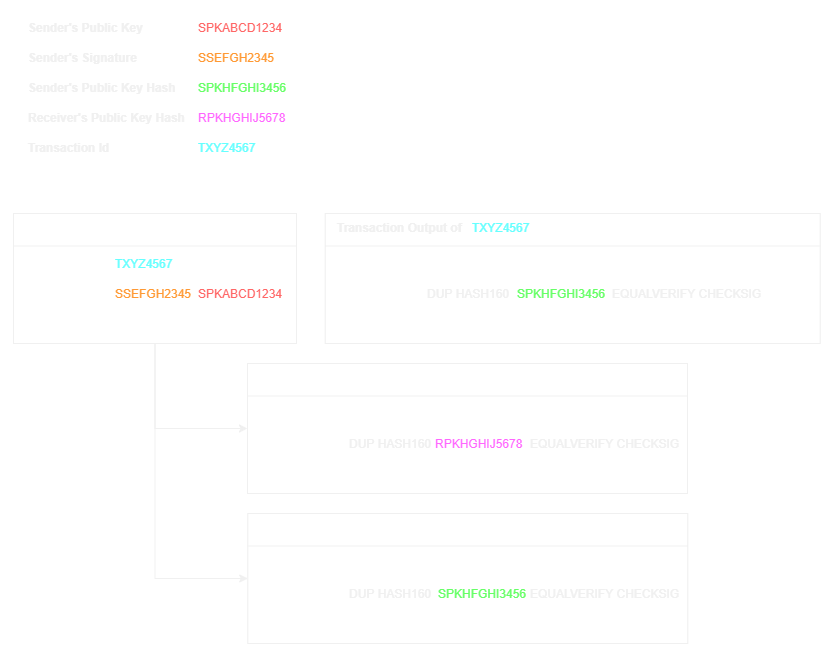 Sender's Public Key SPKABCD1234
Sender's Signature SSEFGH2345
Sender's Public Key Hash SPKHFGHI3456
Receiver's Public Key Hash RPKHGHIJ5678
Transaction Id TXYZ4567
Transaction Output of TXYZ4567
TXYZ4567
SSEFGH2345 SPKABCD1234
DUP HASH160 SPKHFGHI3456 EQUALVERIFY CHECKSIG
DUP HASH160 RPKHGHIJ5678 EQUALVERIFY CHECKSIG
DUP HASH160 SPKHFGHI3456 EQUALVERIFY CHECKSIG